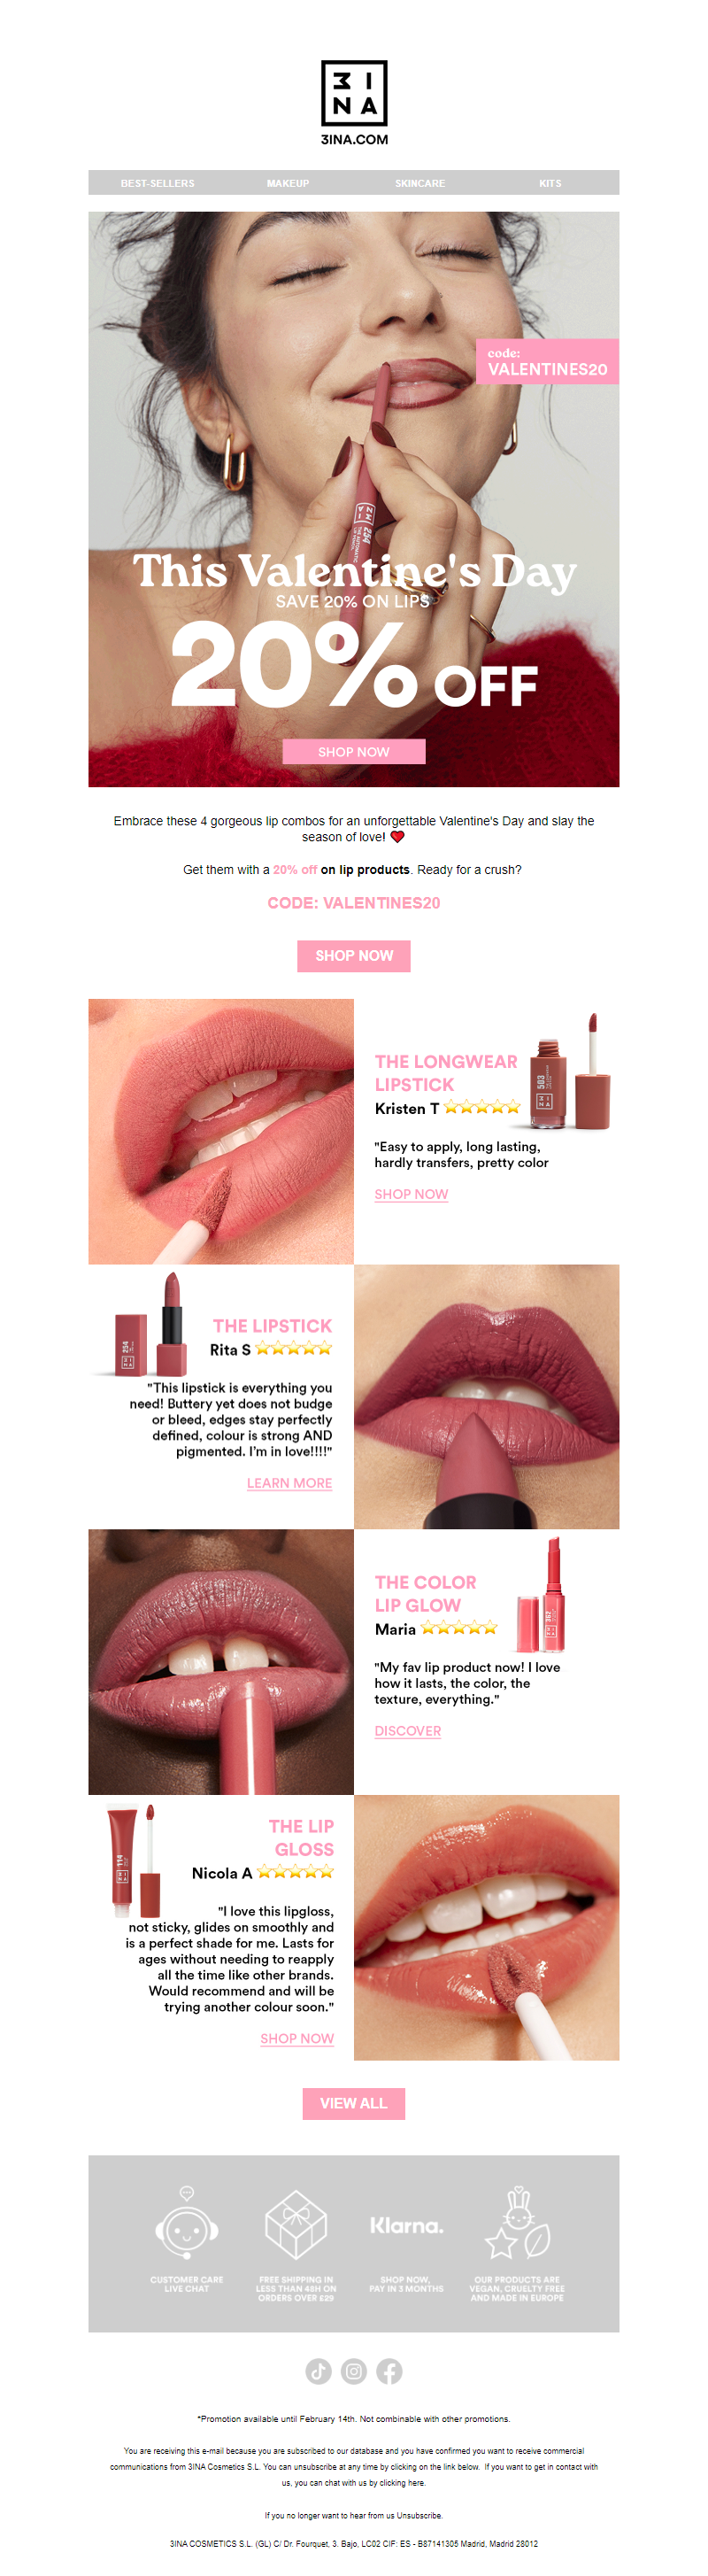 3INA
3INA.COM
BEST-SELLERS MAKEUP SKINCARE KITS
code:
VALENTINES20
254
THE AUTOMATIC
LIP PENCIL
This Valentine's Day
SAVE 20% ON LIPS
20% OFF
SHOP NOW
Embrace these 4 gorgeous lip combos for an unforgettable Valentine's Day and slay the
season of love! ❤️
Get them with a 20% off on lip products. Ready for a crush?
CODE: VALENTINES20
SHOP NOW
THE LONGWEAR
LIPSTICK
Kristen T ⭐⭐⭐⭐⭐
503
3INA
"Easy to apply, long lasting,
hardly transfers, pretty color
SHOP NOW
254
3INA
THE LIPSTICK
Rita S ⭐⭐⭐⭐⭐
"This lipstick is everything you
need! Buttery yet does not budge
or bleed, edges stay perfectly
defined, colour is strong AND
pigmented. I'm in love!!!!"
LEARN MORE
THE COLOR
LIP GLOW
Maria ⭐⭐⭐⭐⭐
362
3INA
"My fav lip product now! I love
how it lasts, the color, the
texture, everything."
DISCOVER
114
3INA
THE LIP
GLOSS
Nicola A ⭐⭐⭐⭐⭐
"I love this lipgloss,
not sticky, glides on smoothly and
is a perfect shade for me. Lasts for
ages without needing to reapply
all the time like other brands.
Would recommend and will be
trying another colour soon."
SHOP NOW
VIEW ALL
CUSTOMER CARE
LIVE CHAT
FREE SHIPPING IN
LESS THAN 48H ON
ORDERS OVER £29
Klarna.
SHOP NOW,
PAY IN 3 MONTHS
OUR PRODUCTS ARE
VEGAN, CRUELTY FREE
AND MADE IN EUROPE
*Promotion available until February 14th. Not combinable with other promotions.
You are receiving this e-mail because you are subscribed to our database and you have confirmed you want to receive commercial
communications from 3INA Cosmetics S.L. You can unsubscribe at any time by clicking on the link below. If you want to get in contact with
us, you can chat with us by clicking here.
If you no longer want to hear from us Unsubscribe.
3INA COSMETICS S.L. (GL) C/ Dr. Fourquet, 3. Bajo, LC02 CIF: ES - B87141305 Madrid, Madrid 28012